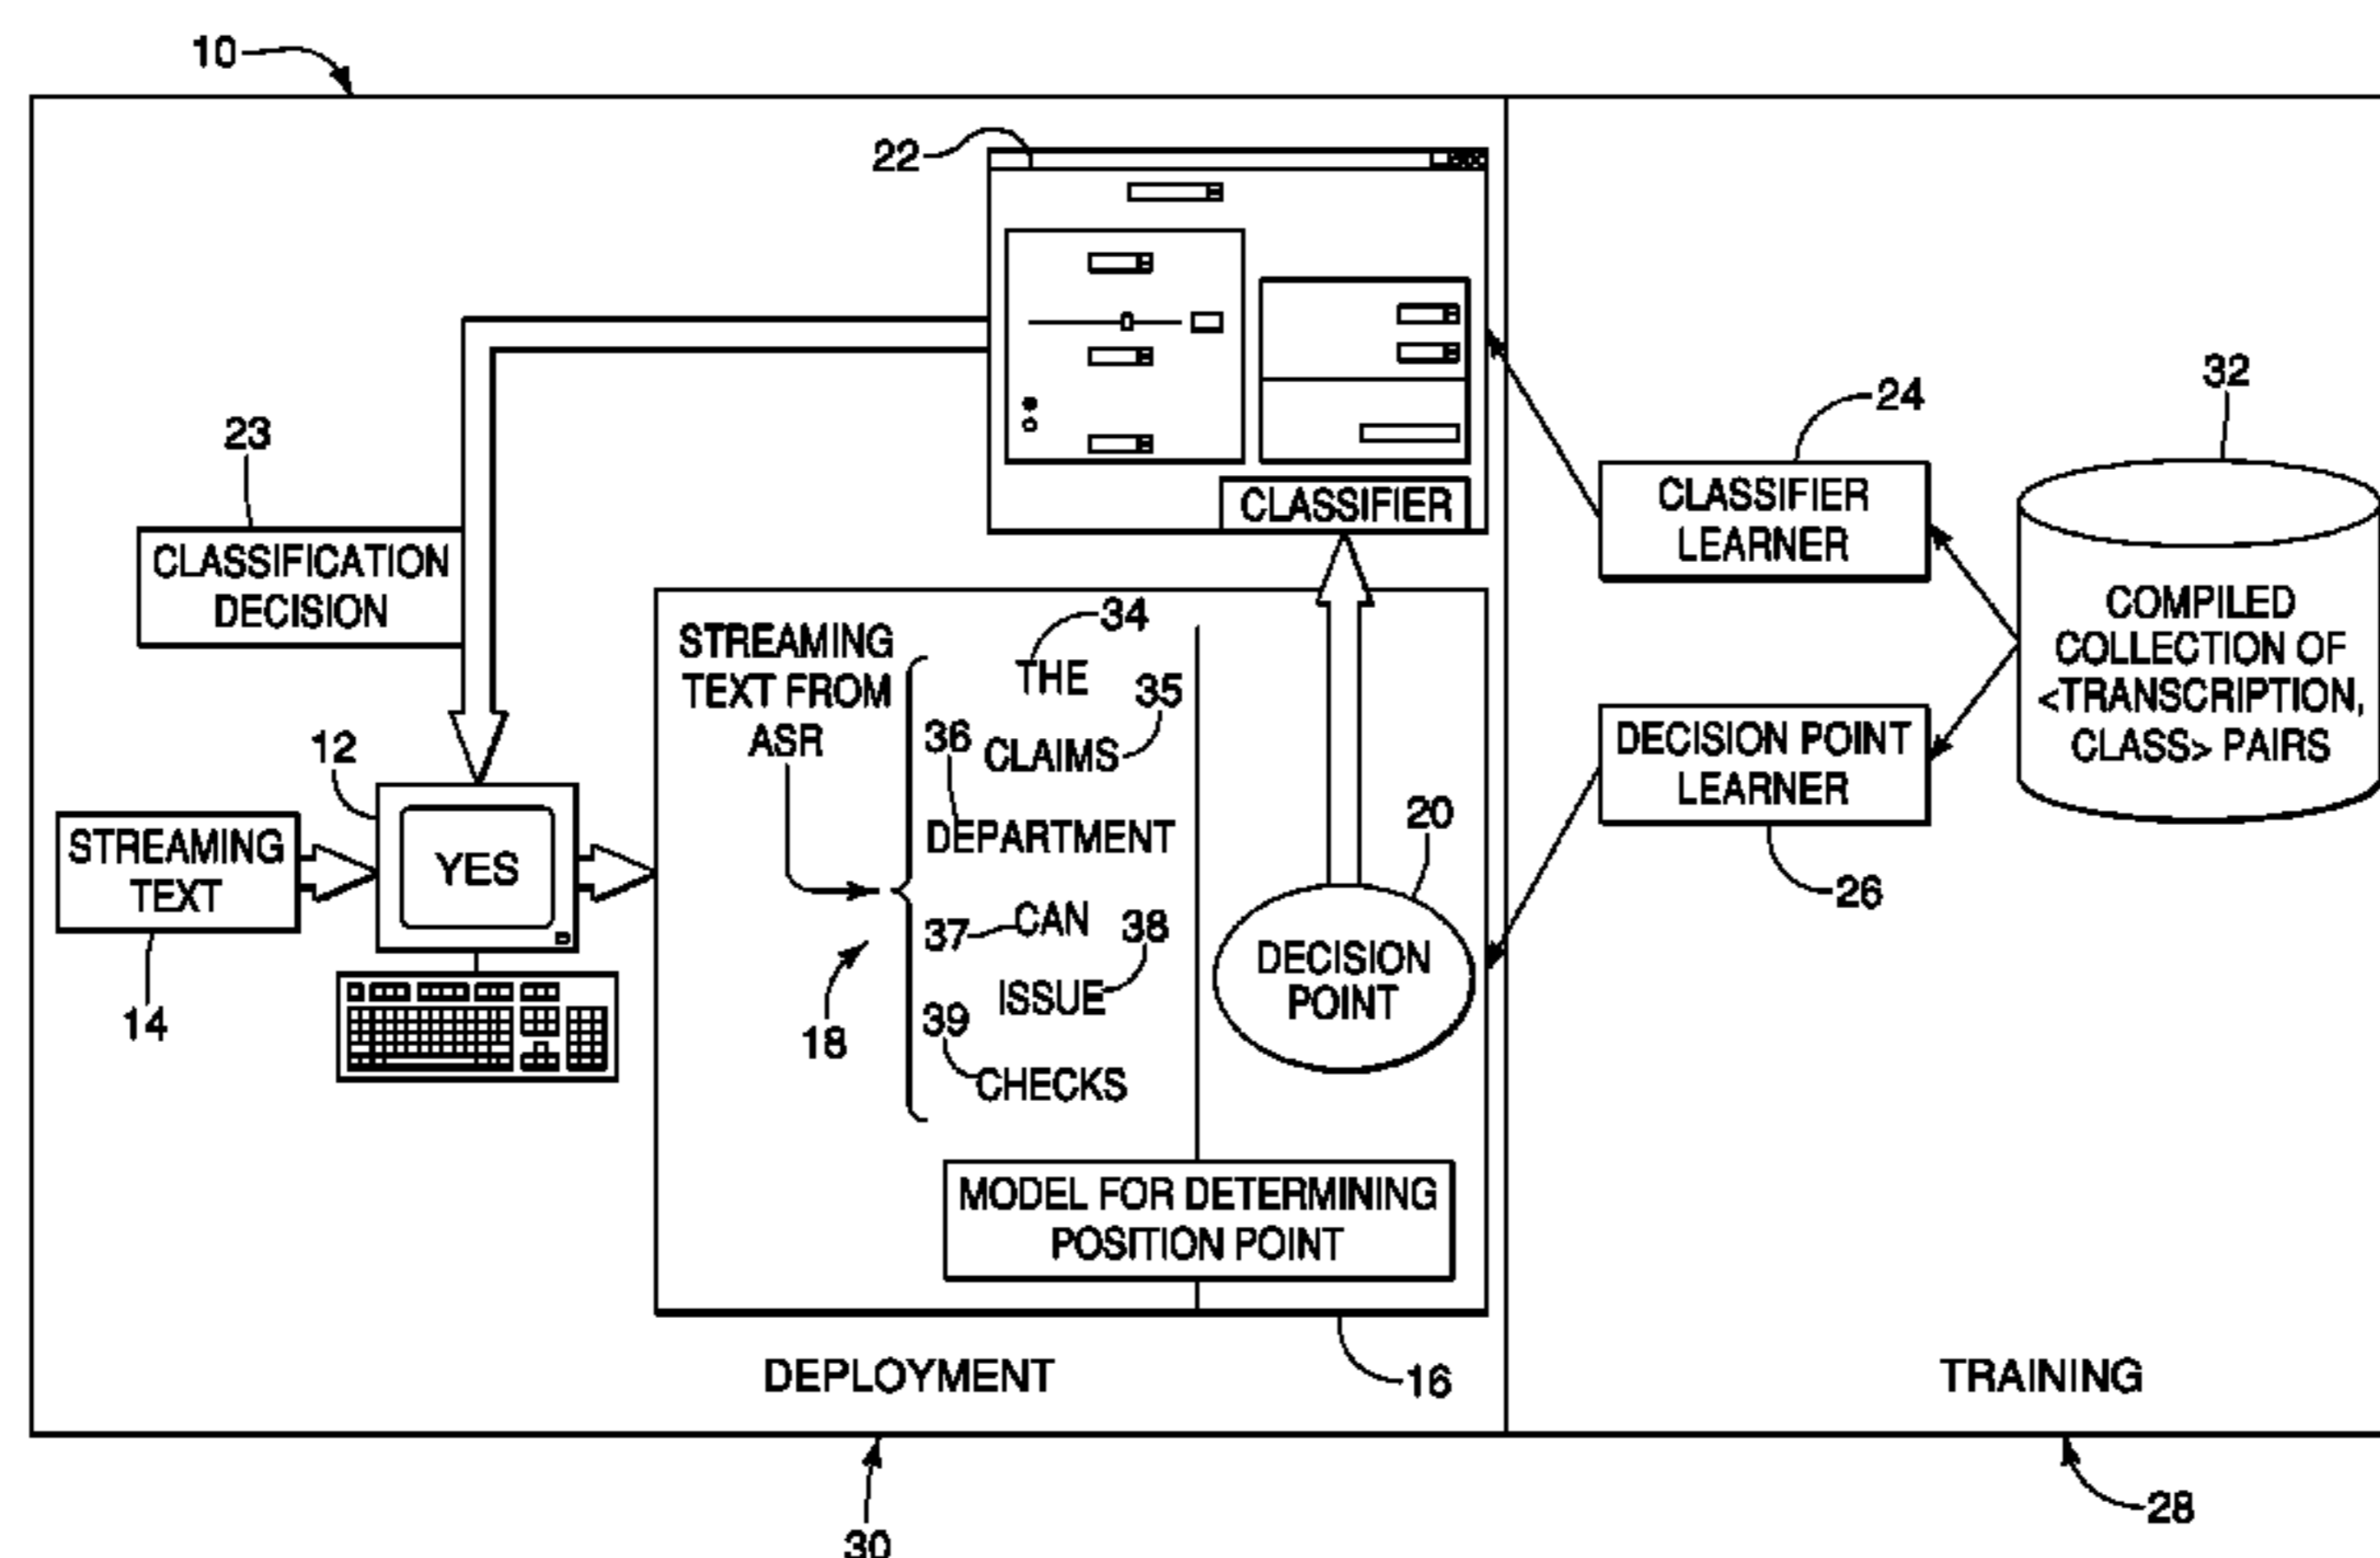 10
22
CLASSIFIER
23
CLASSIFICATION
DECISION
12
STREAMING
TEXT
14
YES
STREAMING
TEXT FROM
ASR
18
34
THE
35
CLAIMS
36
DEPARTMENT
37
CAN
38
ISSUE
39
CHECKS
20
DECISION
POINT
MODEL FOR DETERMINING
POSITION POINT
16
DEPLOYMENT
30
24
CLASSIFIER
LEARNER
DECISION POINT
LEARNER
26
32
COMPILED
COLLECTION OF
<TRANSCRIPTION,
CLASS> PAIRS
TRAINING
28